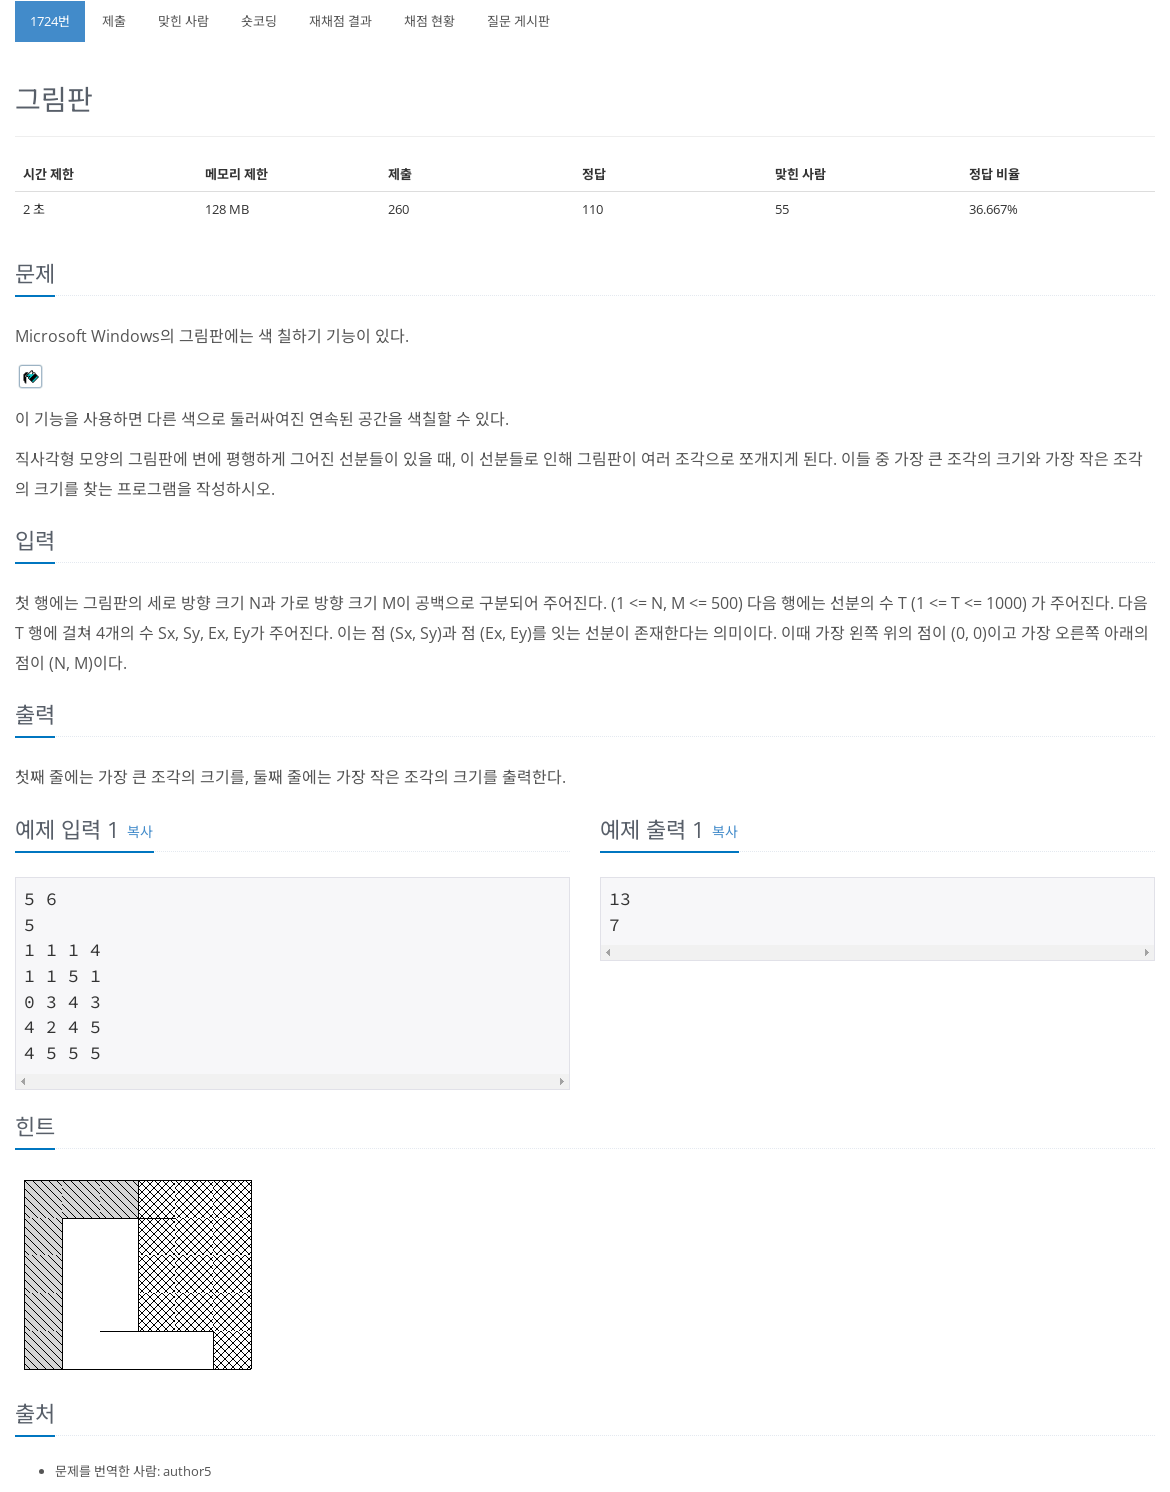 1724번 제출 맞힌 사람 숏코딩 재채점 결과 채점 현황 질문 게시판
그림판
시간 제한 메모리 제한 제출 정답 맞힌 사람 정답 비율
2 초 128 MB 260 110 55 36.667%
문제
Microsoft Windows의 그림판에는 색 칠하기 기능이 있다.
이 기능을 사용하면 다른 색으로 둘러싸여진 연속된 공간을 색칠할 수 있다.
직사각형 모양의 그림판에 변에 평행하게 그어진 선분들이 있을 때, 이 선분들로 인해 그림판이 여러 조각으로 쪼개지게 된다. 이들 중 가장 큰 조각의 크기와 가장 작은 조각
의 크기를 찾는 프로그램을 작성하시오.
입력
첫 행에는 그림판의 세로 방향 크기 N과 가로 방향 크기 M이 공백으로 구분되어 주어진다. (1 <= N, M <= 500) 다음 행에는 선분의 수 T (1 <= T <= 1000) 가 주어진다. 다음
T 행에 걸쳐 4개의 수 Sx, Sy, Ex, Ey가 주어진다. 이는 점 (Sx, Sy)과 점 (Ex, Ey)를 잇는 선분이 존재한다는 의미이다. 이때 가장 왼쪽 위의 점이 (0, 0)이고 가장 오른쪽 아래의
점이 (N, M)이다.
출력
첫째 줄에는 가장 큰 조각의 크기를, 둘째 줄에는 가장 작은 조각의 크기를 출력한다.
예제 입력 1 복사
5 6
5
1 1 1 4
1 1 5 1
0 3 4 3
4 2 4 5
4 5 5 5
예제 출력 1 복사
13
7
힌트
출처
문제를 번역한 사람: author5